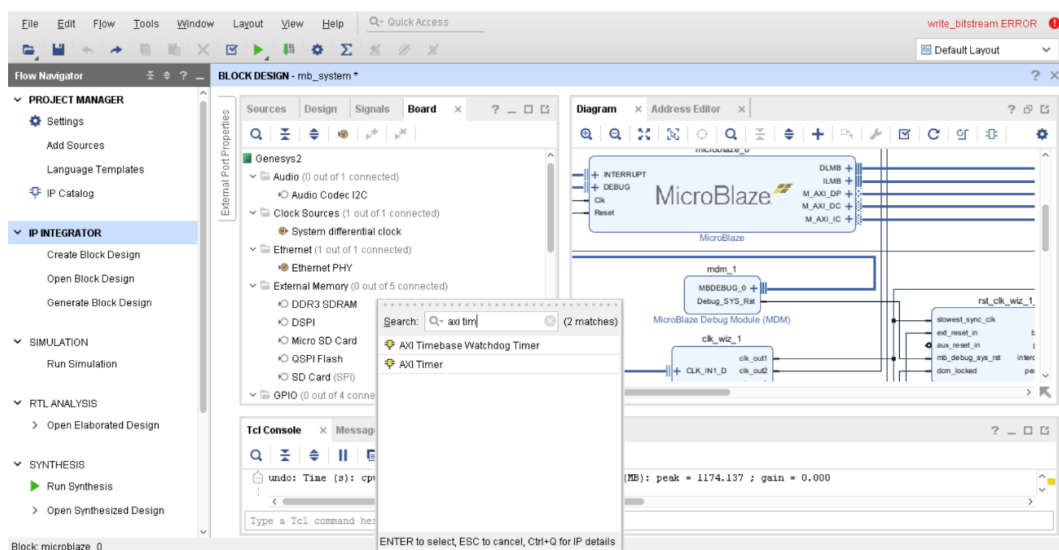 File Edit Flow Tools Window Layout View Help Quick Access write_bitstream ERROR
Default Layout
Flow Navigator
PROJECT MANAGER
Settings
Add Sources
Language Templates
IP Catalog
IP INTEGRATOR
Create Block Design
Open Block Design
Generate Block Design
SIMULATION
Run Simulation
RTL ANALYSIS
Open Elaborated Design
SYNTHESIS
Run Synthesis
Open Synthesized Design
BLOCK DESIGN - mb_system *
External Port Properties
Sources Design Signals Board
Genesys2
Audio (0 out of 1 connected)
Audio Codec I2C
Clock Sources (1 out of 1 connected)
System differential clock
Ethernet (1 out of 1 connected)
Ethernet PHY
External Memory (0 out of 5 connected)
DDR3 SDRAM
DSPI
Micro SD Card
QSPI Flash
SD Card (SPI)
GPIO (0 out of 4 conne
Search: axi tim (2 matches)
AXI Timebase Watchdog Timer
AXI Timer
ENTER to select, ESC to cancel, Ctrl+Q for IP details
Diagram Address Editor
microblaze_0
INTERRUPT
DEBUG
Clk
Reset
MicroBlaze
DLMB
ILMB
M_AXI_DP
M_AXI_DC
M_AXI_IC
MicroBlaze
mdm_1
MBDEBUG_0
Debug_SYS_Rst
MicroBlaze Debug Module (MDM)
clk_wiz_1
CLK_IN1_D
clk_out1
clk_out2
rst_clk_wiz_1_
slowest_sync_clk
ext_reset_in
aux_reset_in
mb_debug_sys_rst
dcm_locked
interc
pe
Tcl Console Messag
undo: Time (s): cpu
(MB): peak = 1174.137 ; gain = 0.000
Type a Tcl command he
Block: microblaze_0